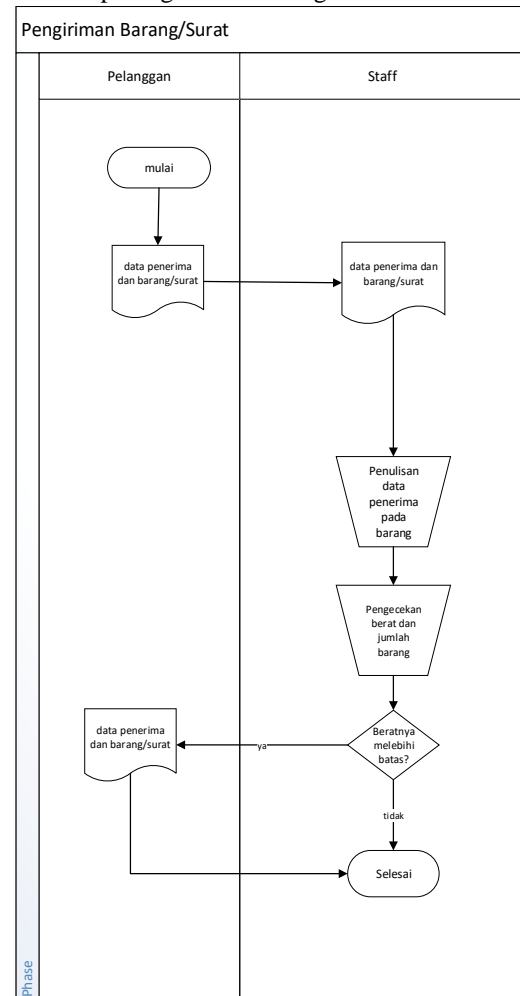 Pengiriman Barang/Surat
Pelanggan
Staff
mulai
data penerima
dan barang/surat
data penerima dan
barang/surat
Penulisan
data
penerima
pada
barang
Pengecekan
berat dan
jumlah
barang
Beratnya
melebihi
batas?
ya
data penerima
dan barang/surat
tidak
Selesai
Phase